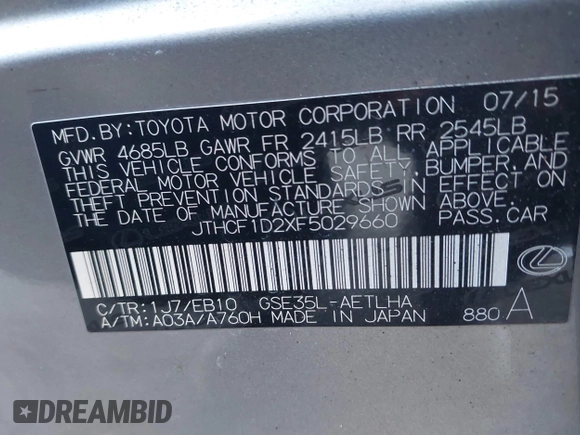 MFD.BY:TOYOTA MOTOR CORPORATION 07/15
GVWR 4685LB GAWR FR 2415LB RR 2545LB
THIS VEHICLE CONFORMS TO ALL APPLICABLE
FEDERAL MOTOR VEHICLE SAFETY, BUMPER, AND
THEFT PREVENTION STANDARDS IN EFFECT ON
THE DATE OF MANUFACTURE SHOWN ABOVE.
JTHCF1D2XF5029660 PASS.CAR
C/TR:1J7/EB10 GSE35L-AETLHA
A/TM:A03A/A760H MADE IN JAPAN 880 A
DREAMBID